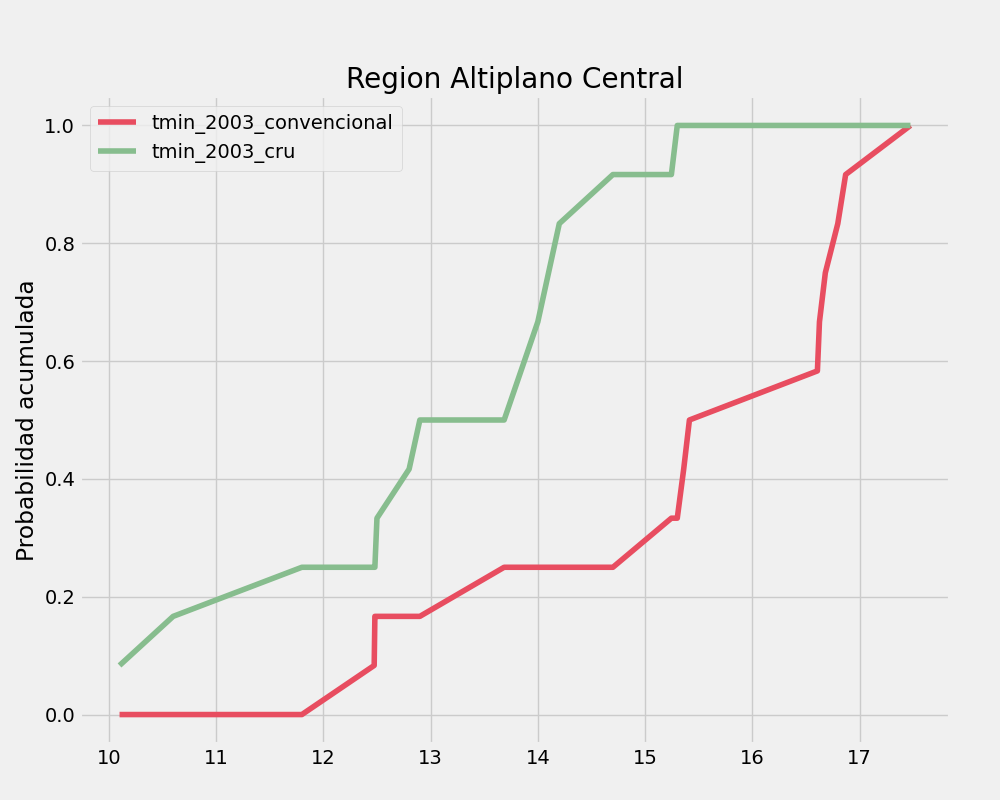 Region Altiplano Central
tmin_2003_convencional
tmin_2003_cru
Probabilidad acumulada
1.0
0.8
0.6
0.4
0.2
0.0
10 11 12 13 14 15 16 17